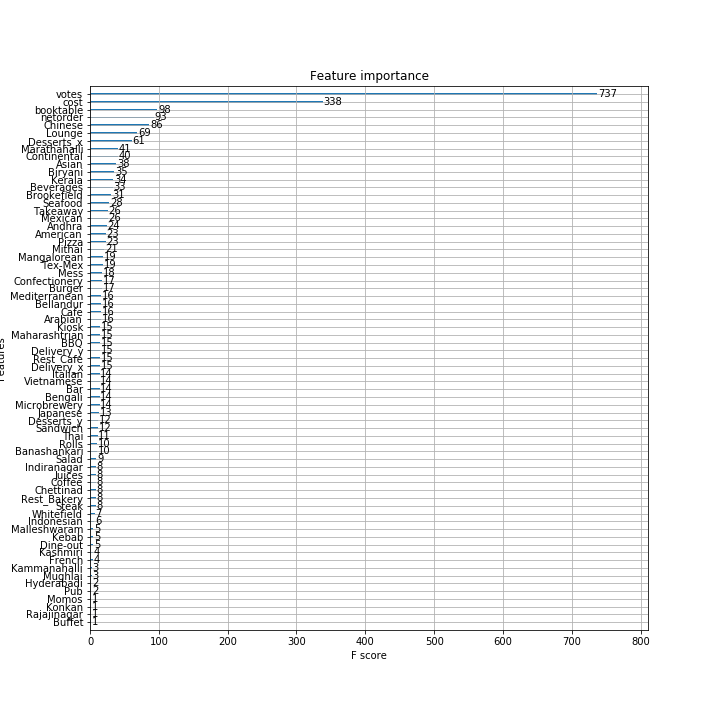 Feature importance
votes 737
cost 338
booktable 98
netorder 93
Chinese 86
Lounge 69
Desserts_x 61
Marathahalli 41
Continental 40
Asian 38
Biryani 35
Kerala 34
Beverages 33
Brookefield 31
Seafood 28
Takeaway 26
Mexican 26
Andhra 24
American 23
Pizza 23
Mithai 21
Mangalorean 19
Tex-Mex 19
Mess 18
Confectionery 17
Burger 17
Mediterranean 16
Bellandur 16
Cafe 16
Arabian 16
Kiosk 15
Maharashtrian 15
BBQ 15
Delivery_y 15
Rest_Cafe 15
Delivery_x 15
Italian 14
Vietnamese 14
Bar 14
Bengali 14
Microbrewery 14
Japanese 13
Desserts_y 12
Sandwich 12
Thai 11
Rolls 10
Banashankari 10
Salad 9
Indiranagar 8
Juices 8
Coffee 8
Chettinad 8
Rest_Bakery 8
_Steak 8
Whitefield 7
Indonesian 6
Malleshwaram 5
Kebab 5
Dine-out 5
Kashmiri 4
French 4
Kammanahalli 3
Mughlai 3
Hyderabadi 2
Pub 2
Momos 1
Konkan 1
Rajajinagar 1
Buffet 1
0 100 200 300 400 500 600 700 800
F score
Features